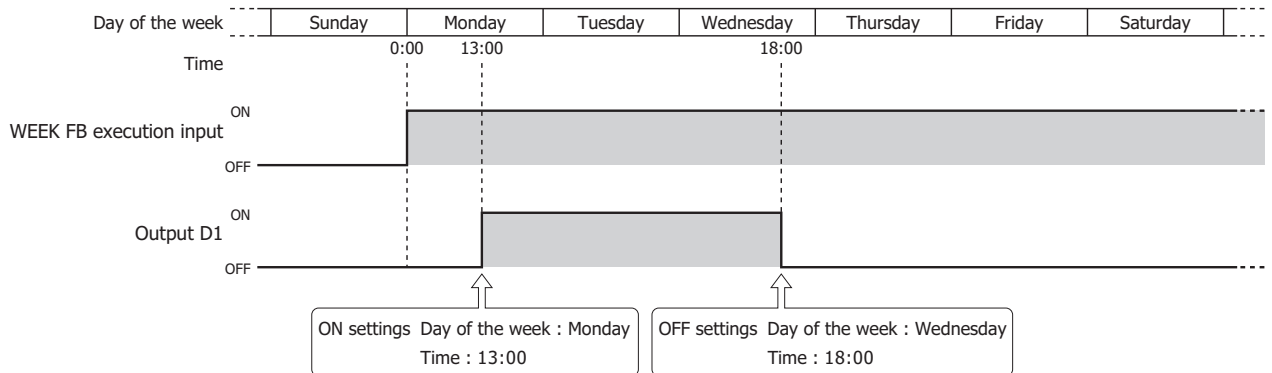 Day of the week Sunday Monday Tuesday Wednesday Thursday Friday Saturday
Time 0:00 13:00 18:00
ON
WEEK FB execution input
OFF
ON
Output D1
OFF
ON settings Day of the week : Monday
Time : 13:00
OFF settings Day of the week : Wednesday
Time : 18:00